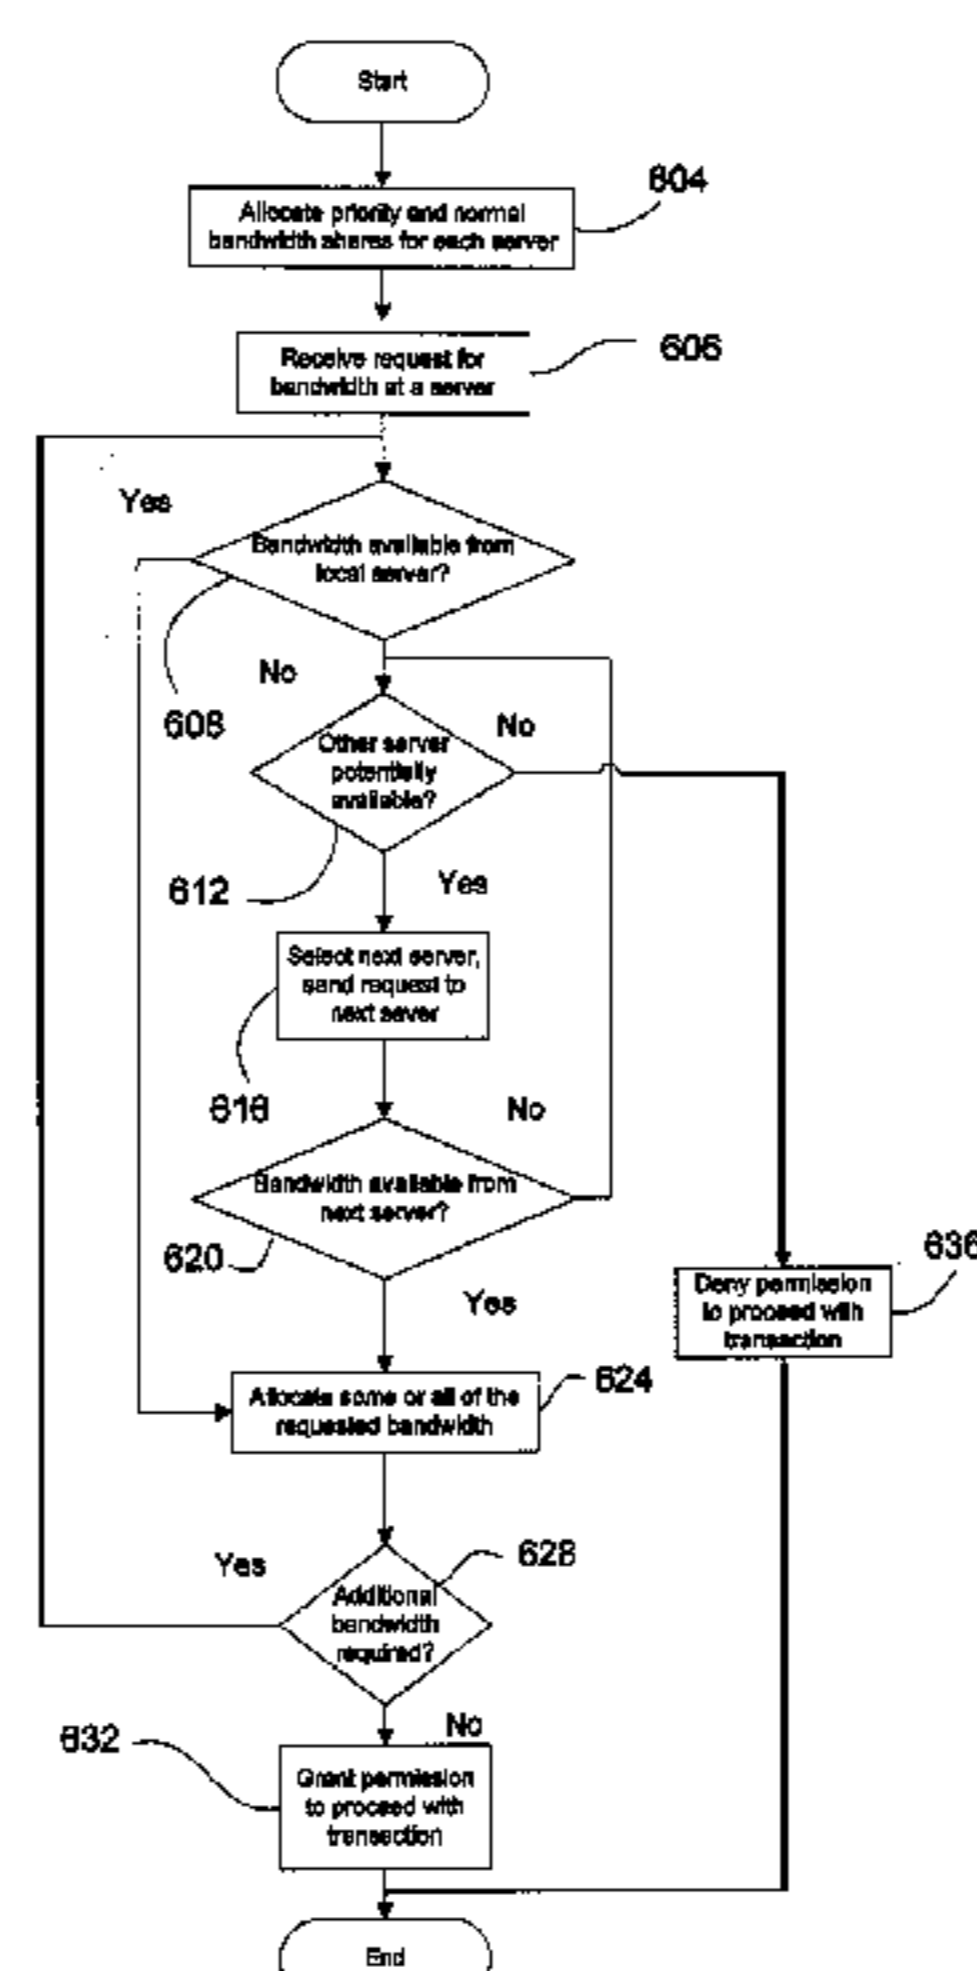 Start
604
Allocate priority and normal
bandwidth shares for each server
606
Receive request for
bandwidth at a server
Yes
Bandwidth available from
local server?
No
608
No
Other server
potentially
available?
612
Yes
Select next server,
send request to
next sever
616
No
Bandwidth available from
next server?
620
636
Yes
Deny permission
to proceed with
transaction
624
Allocate some or all of the
requested bandwidth
628
Yes
Additional
bandwidth
required?
No
632
Grant permission
to proceed with
transaction
End